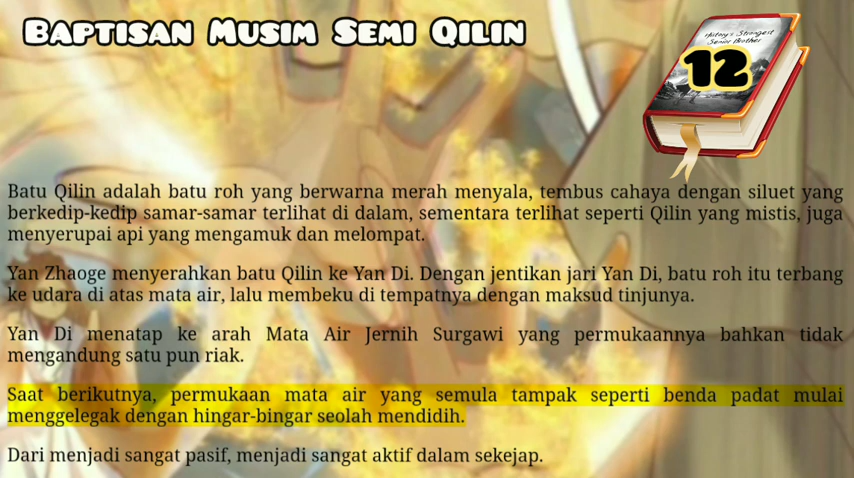 Baptisan Musim Semi Qilin
History's Strongest
Senior Brother
12
Batu Qilin adalah batu roh yang berwarna merah menyala, tembus cahaya dengan siluet yang
berkedip-kedip samar-samar terlihat di dalam, sementara terlihat seperti Qilin yang mistis, juga
menyerupai api yang mengamuk dan melompat.
Yan Zhaoge menyerahkan batu Qilin ke Yan Di. Dengan jentikan jari Yan Di, batu roh itu terbang
ke udara di atas mata air, lalu membeku di tempatnya dengan maksud tinjunya.
Yan Di menatap ke arah Mata Air Jernih Surgawi yang permukaannya bahkan tidak
mengandung satu pun riak.
Saat berikutnya, permukaan mata air yang semula tampak seperti benda padat mulai
menggelegak dengan hingar-bingar seolah mendidih.
Dari menjadi sangat pasif, menjadi sangat aktif dalam sekejap.